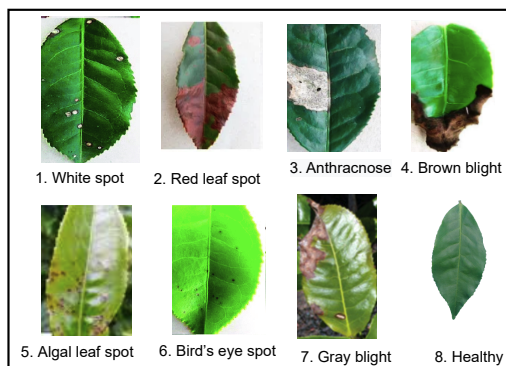 1. White spot
2. Red leaf spot
3. Anthracnose
4. Brown blight
5. Algal leaf spot
6. Bird's eye spot
7. Gray blight
8. Healthy